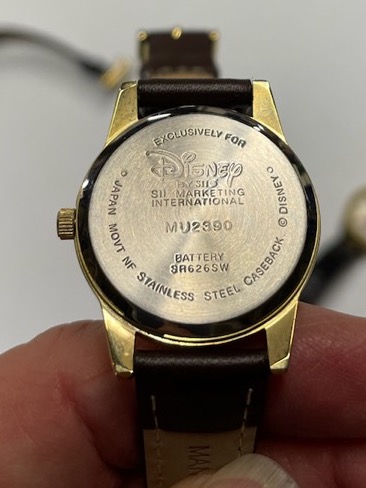 EXCLUSIVELY FOR
Disney
BY SII
SII MARKETING
INTERNATIONAL
MU2390
BATTERY
SR626SW
JAPAN MOVT NF STAINLESS STEEL CASEBACK © DISNEY